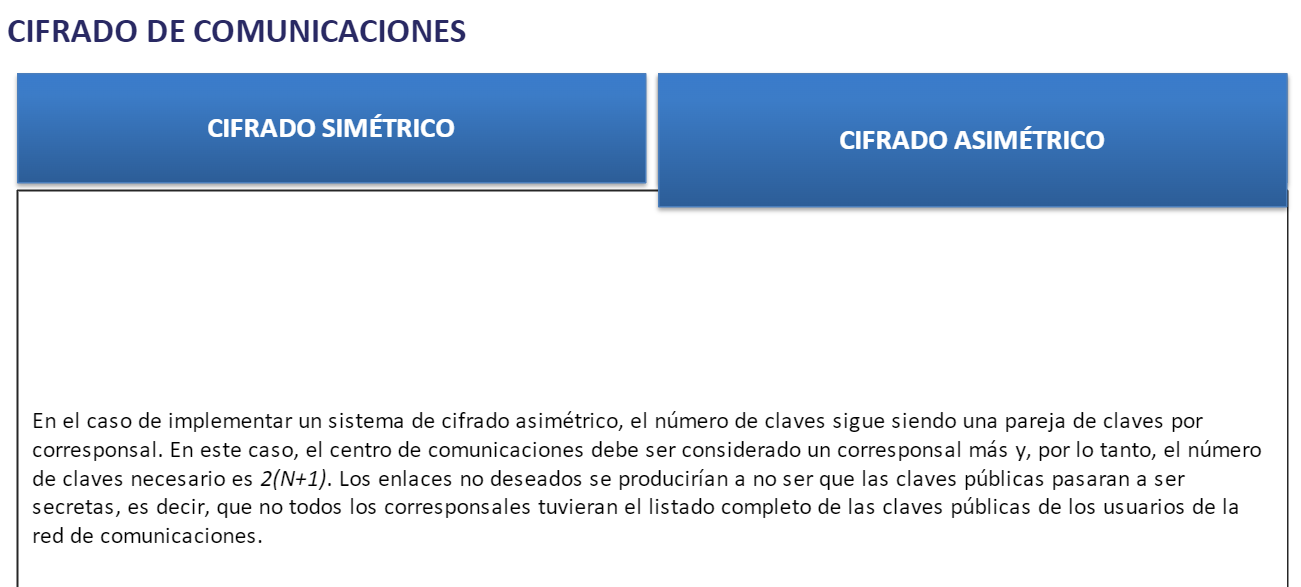 CIFRADO DE COMUNICACIONES
CIFRADO SIMÉTRICO
CIFRADO ASIMÉTRICO
En el caso de implementar un sistema de cifrado asimétrico, el número de claves sigue siendo una pareja de claves por
corresponsal. En este caso, el centro de comunicaciones debe ser considerado un corresponsal más y, por lo tanto, el número
de claves necesario es 2(N+1). Los enlaces no deseados se producirían a no ser que las claves públicas pasaran a ser
secretas, es decir, que no todos los corresponsales tuvieran el listado completo de las claves públicas de los usuarios de la
red de comunicaciones.